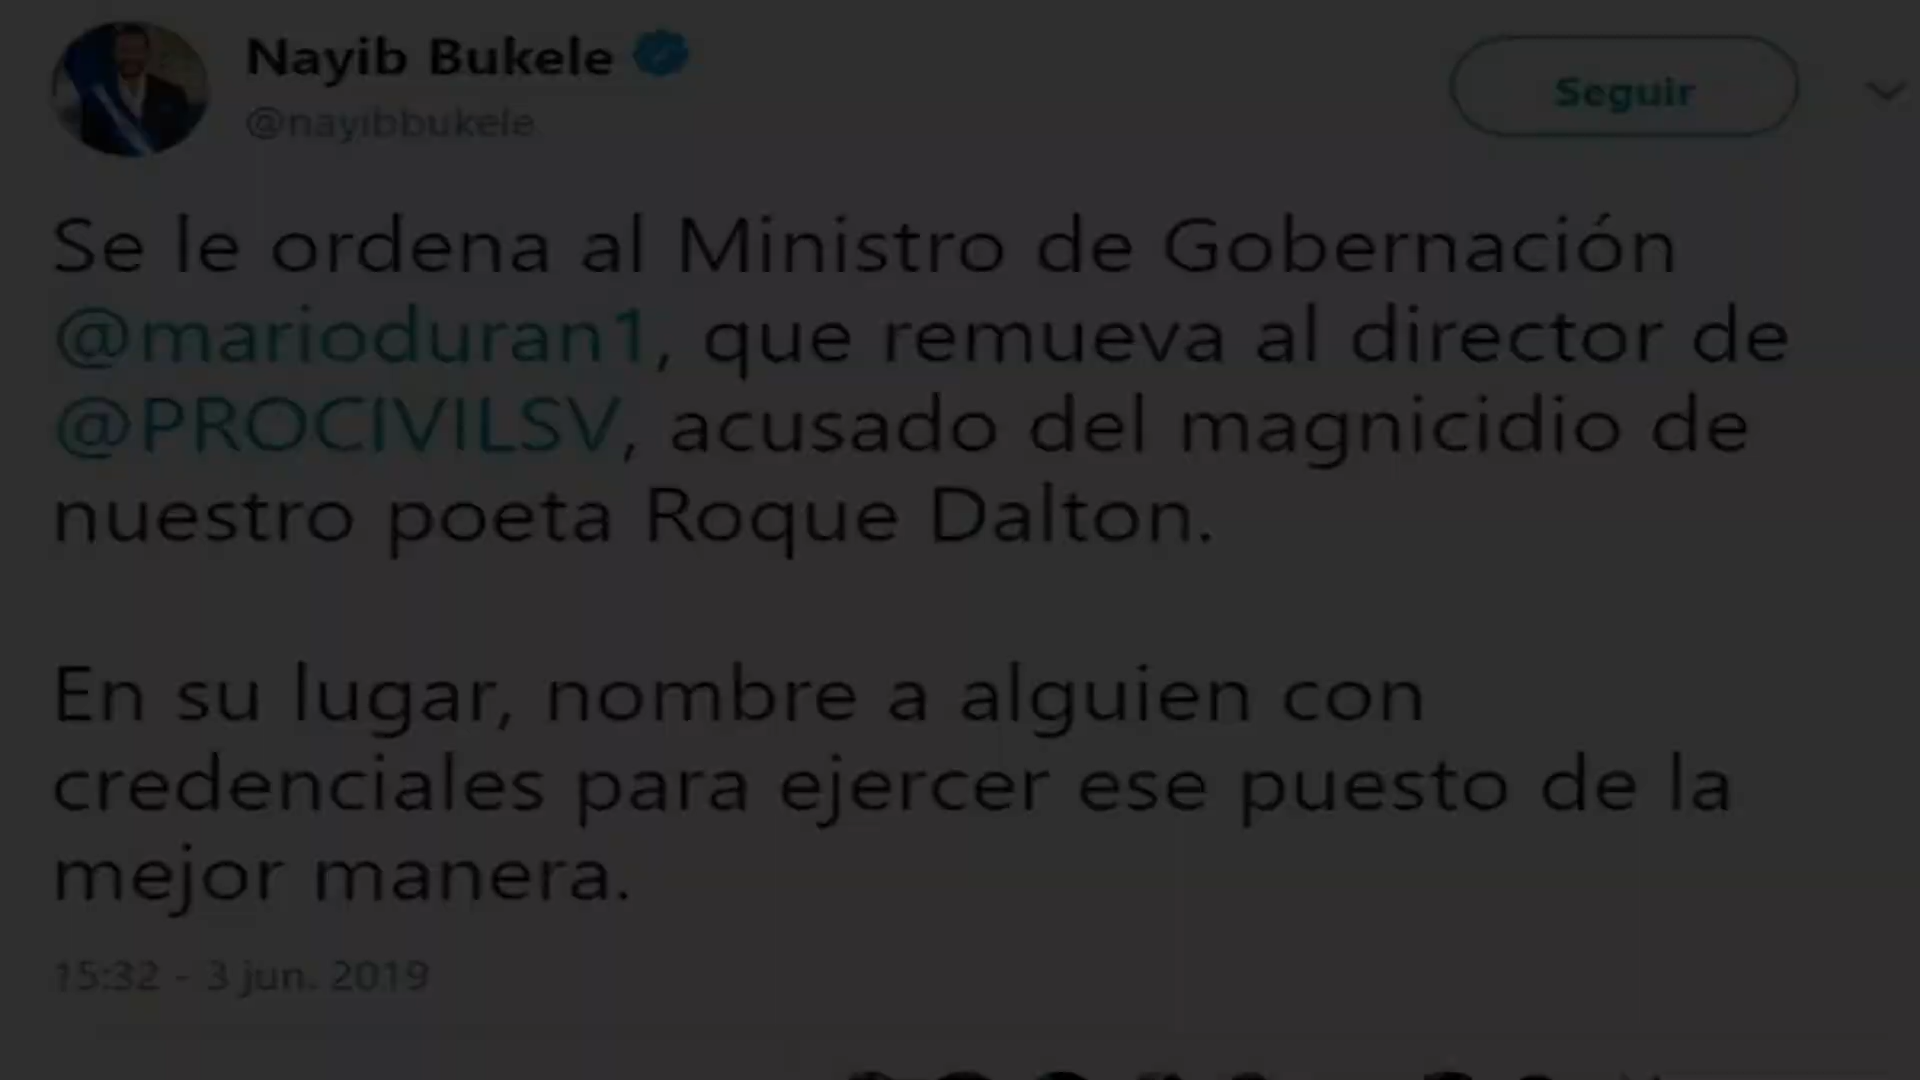 Nayib Bukele
@nayibbukele
Seguir
Se le ordena al Ministro de Gobernación
@marioduran1, que remueva al director de
@PROCIVILSV, acusado del magnicidio de
nuestro poeta Roque Dalton.
En su lugar, nombre a alguien con
credenciales para ejercer ese puesto de la
mejor manera.
15:32 - 3 jun. 2019